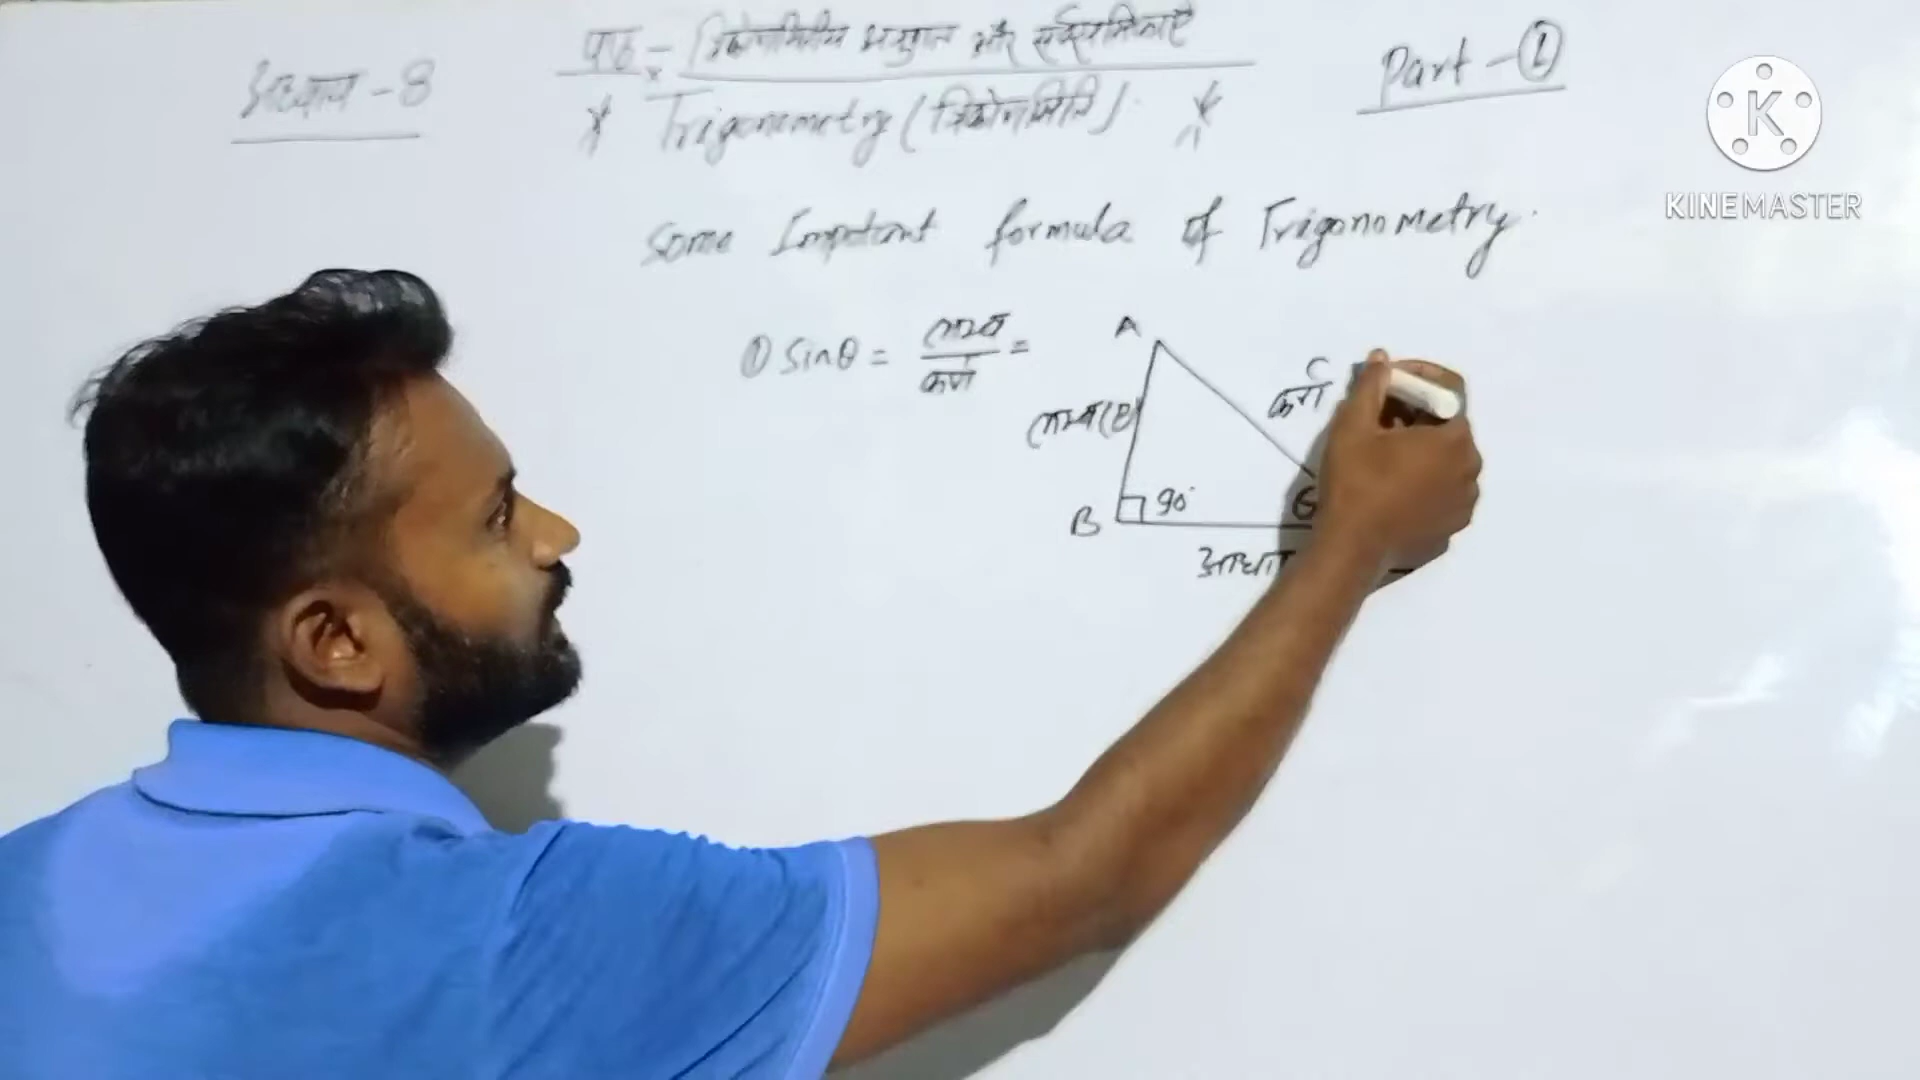 अध्याय - 8
पाठ - त्रिकोणमितीय अनुपात और सर्वसमिकाएँ
Part - ①
* Trigonometry (त्रिकोणमिति) *
Some Impotant formula of Trigonometry.
① Sinθ = लम्ब/कर्ण =
A
कर्ण
लम्ब(
B
90°
आधा
K
KINEMASTER